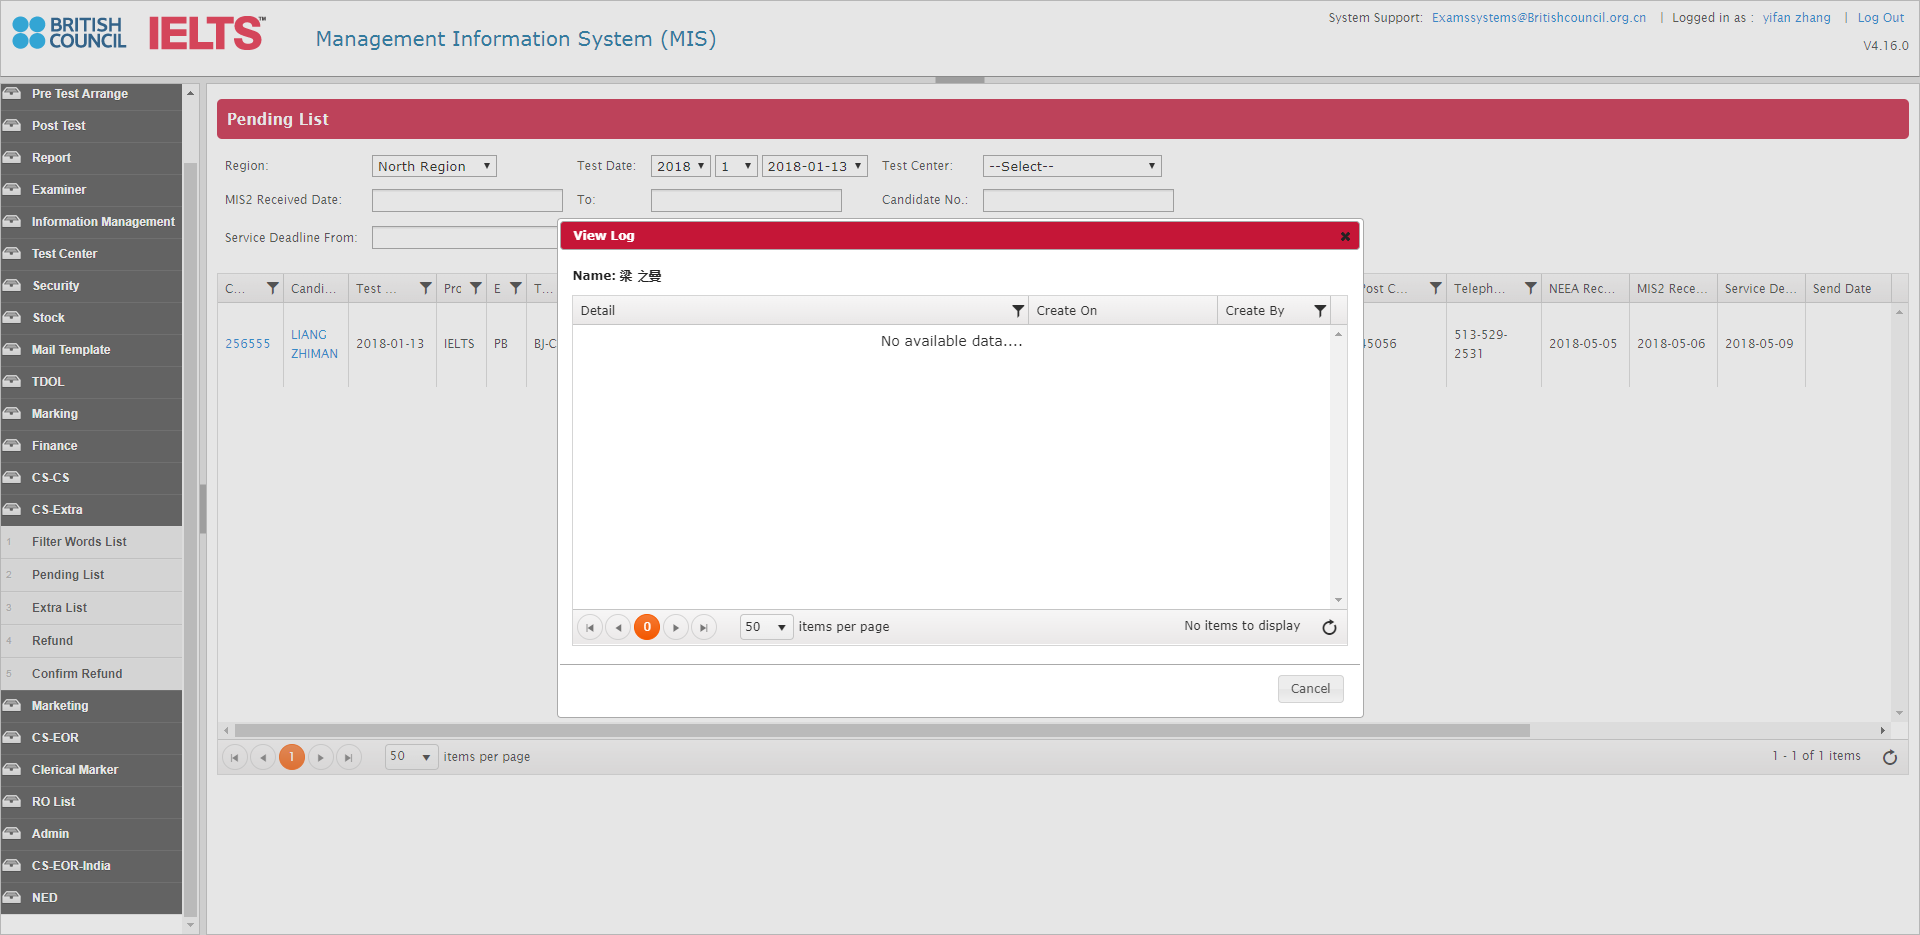 BRITISH
COUNCIL
IELTS™
Management Information System (MIS)
System Support: Examssystems@Britishcouncil.org.cn | Logged in as : yifan zhang | Log Out
V4.16.0
Pre Test Arrange
Post Test
Report
Examiner
Information Management
Test Center
Security
Stock
Mail Template
TDOL
Marking
Finance
CS-CS
CS-Extra
1 Filter Words List
2 Pending List
3 Extra List
4 Refund
5 Confirm Refund
Marketing
CS-EOR
Clerical Marker
RO List
Admin
CS-EOR-India
NED
Pending List
Region: North Region Test Date: 2018 1 2018-01-13 Test Center: --Select--
MIS2 Received Date: To: Candidate No.:
Service Deadline From:
C... Candi... Test ... Prc E T... Post C... Teleph... NEEA Rec... MIS2 Rece... Service De... Send Date
256555 LIANG ZHIMAN 2018-01-13 IELTS PB BJ-C 45056 513-529-2531 2018-05-05 2018-05-06 2018-05-09
View Log
Name: 梁 之曼
Detail Create On Create By
No available data....
0 50 items per page No items to display
Cancel
1 50 items per page 1 - 1 of 1 items